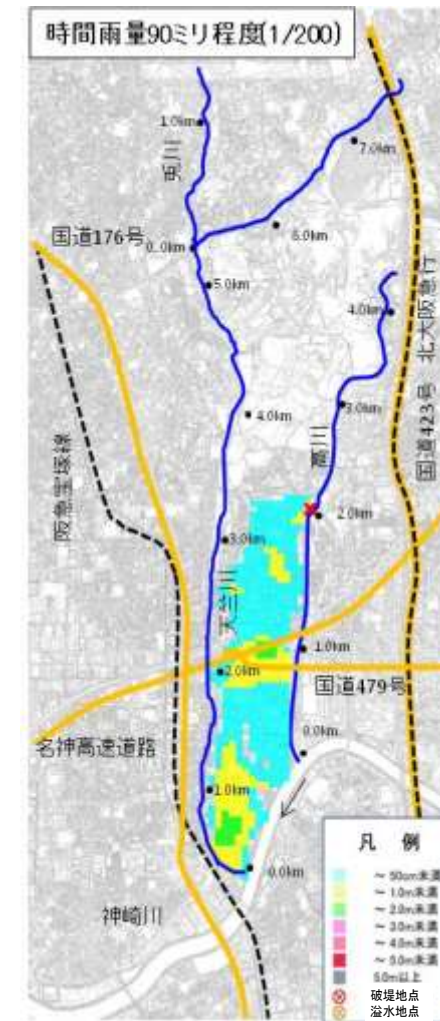 時間雨量90ミリ程度(1/200)
1.0km
兎川
7.0km
国道176号
6.0km
0.0km
5.0km
4.0km
北大阪急行
国道423号
3.0km
4.0km
高川
阪急宝塚線
2.0km
3.0km
天竺川
1.0km
2.0km
国道479号
名神高速道路
0.0km
1.0km
0.0km
神崎川
凡 例
~ 50cm未満
~ 1.0m未満
~ 2.0m未満
~ 3.0m未満
~ 4.0m未満
~ 5.0m未満
5.0m以上
破堤地点
溢水地点